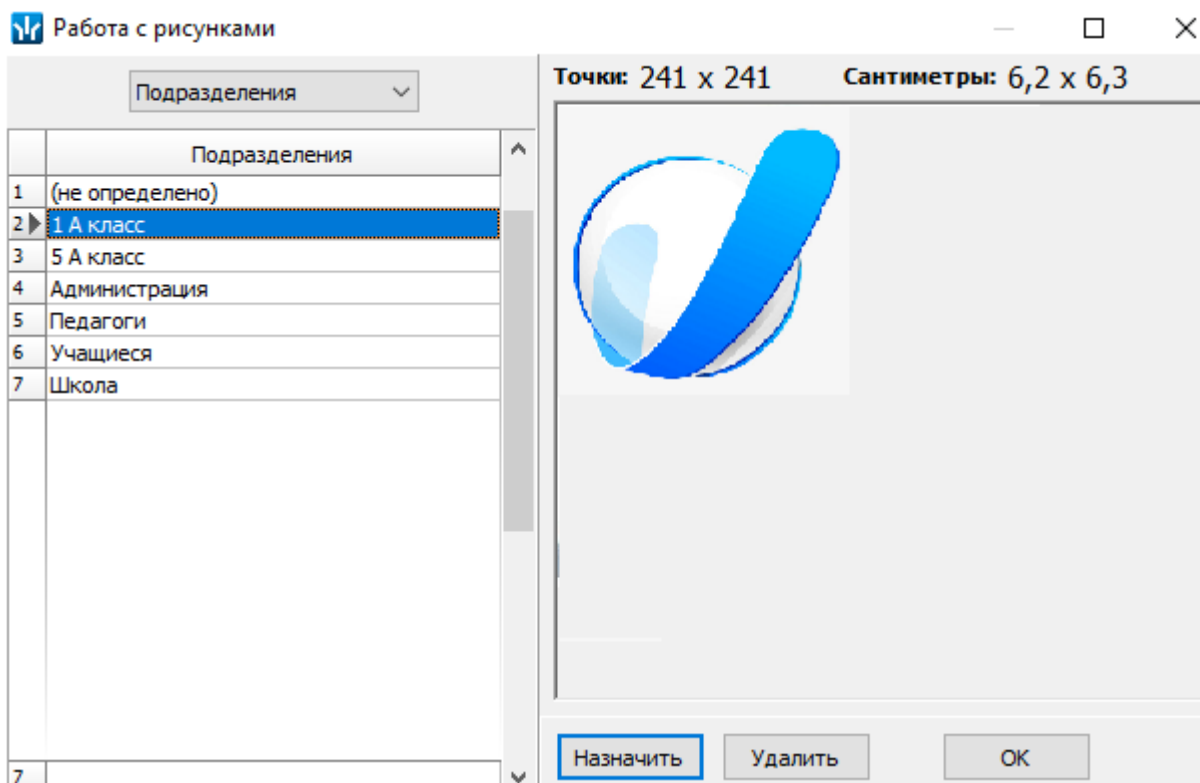 Работа с рисунками
Подразделения
Точки: 241 x 241 Сантиметры: 6,2 x 6,3
Подразделения
1 (не определено)
2 1 А класс
3 5 А класс
4 Администрация
5 Педагоги
6 Учащиеся
7 Школа
7
Назначить Удалить ОК